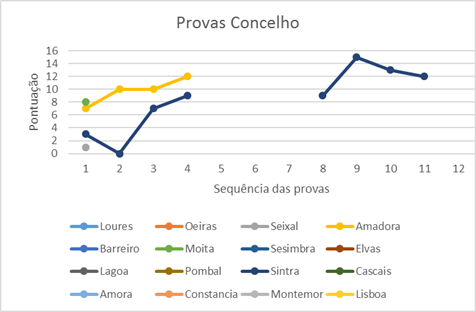 Provas Concelho
16
14
12
10
8
6
4
2
0
Pontuação
1 2 3 4 5 6 7 8 9 10 11 12
Sequência das provas
Loures Oeiras Seixal Amadora
Barreiro Moita Sesimbra Elvas
Lagoa Pombal Sintra Cascais
Amora Constancia Montemor Lisboa